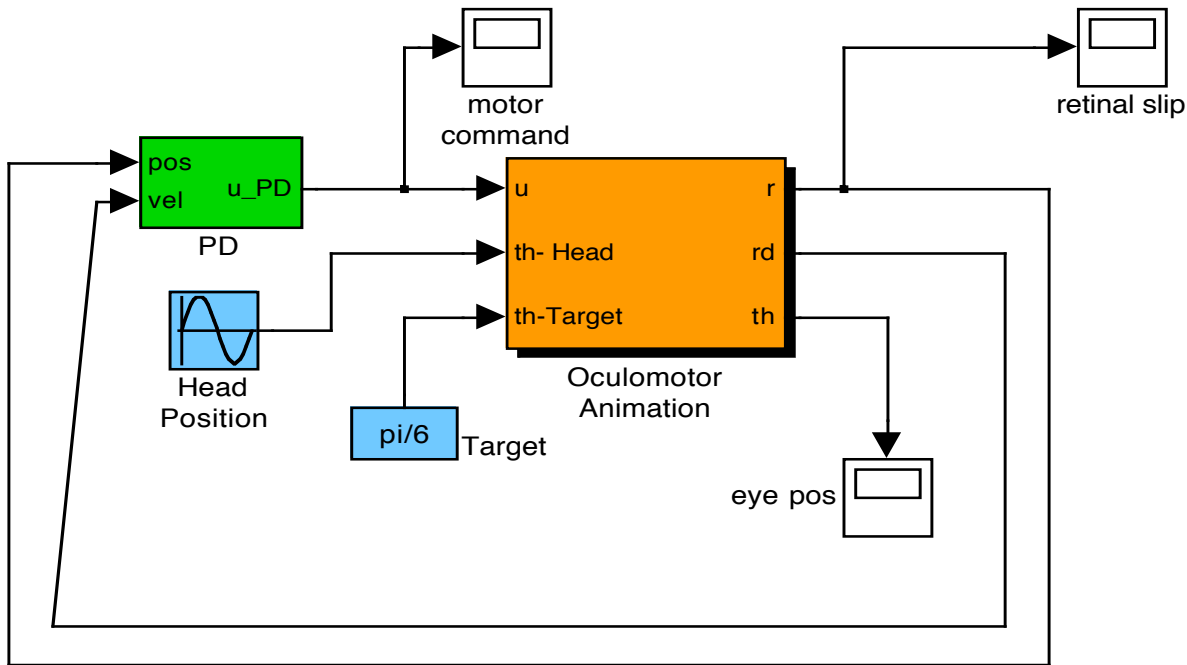 motor
command
retinal slip
pos
vel
u_PD
PD
u
th- Head
th-Target
r
rd
th
Oculomotor
Animation
Head
Position
pi/6
Target
eye pos